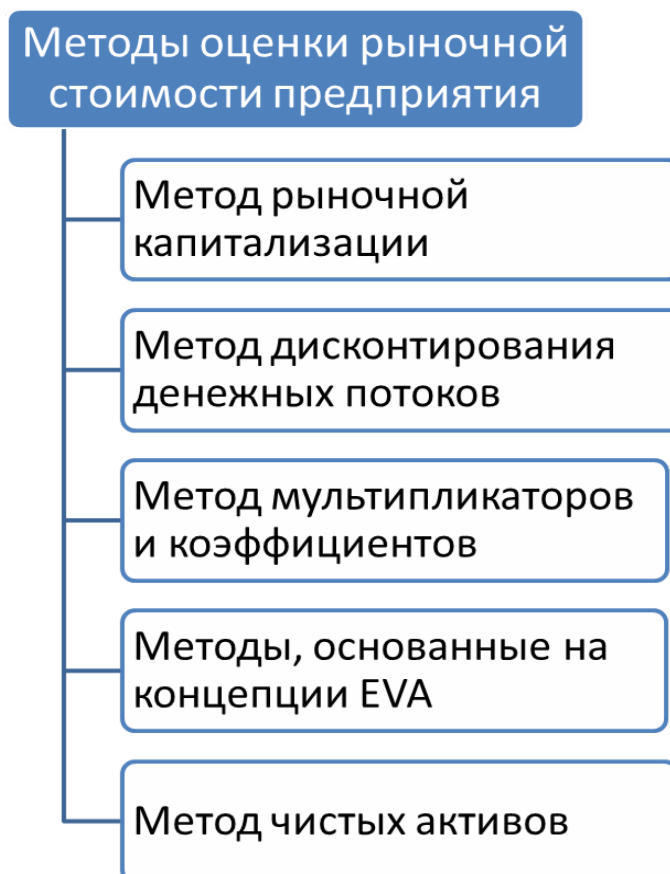 Методы оценки рыночной
стоимости предприятия
Метод рыночной
капитализации
Метод дисконтирования
денежных потоков
Метод мультипликаторов
и коэффициентов
Методы, основанные на
концепции EVA
Метод чистых активов